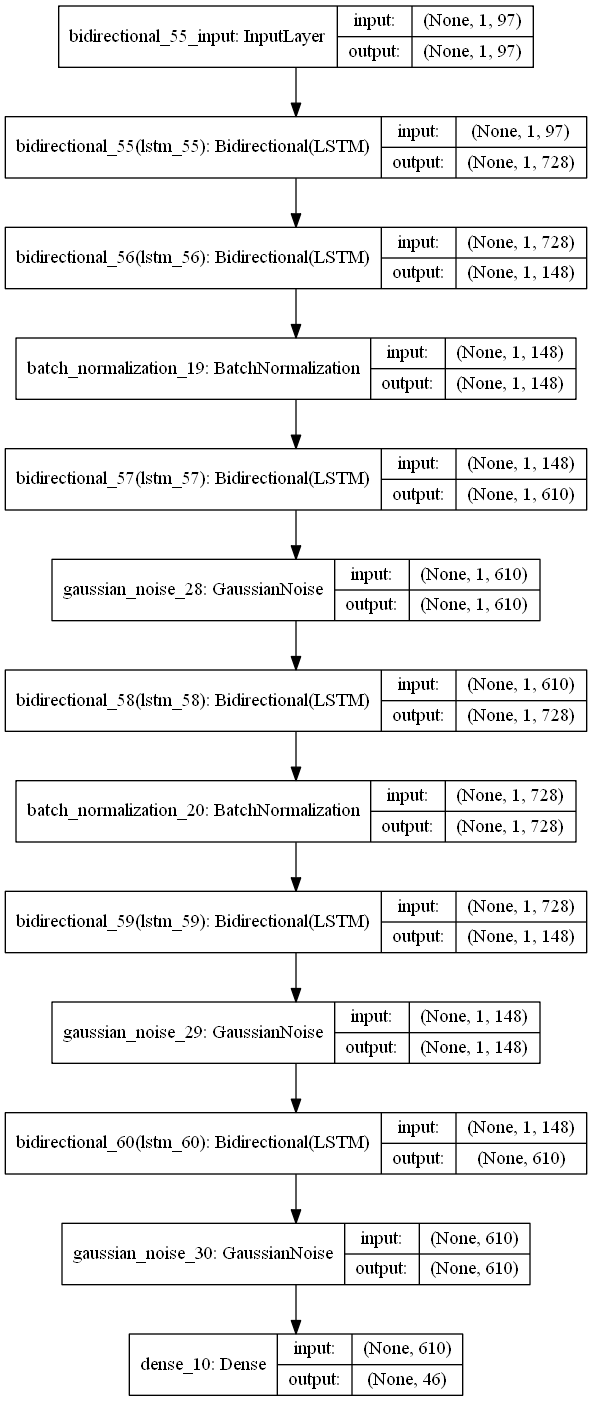 bidirectional_55_input: InputLayer
input: (None, 1, 97)
output: (None, 1, 97)
bidirectional_55(lstm_55): Bidirectional(LSTM)
input: (None, 1, 97)
output: (None, 1, 728)
bidirectional_56(lstm_56): Bidirectional(LSTM)
input: (None, 1, 728)
output: (None, 1, 148)
batch_normalization_19: BatchNormalization
input: (None, 1, 148)
output: (None, 1, 148)
bidirectional_57(lstm_57): Bidirectional(LSTM)
input: (None, 1, 148)
output: (None, 1, 610)
gaussian_noise_28: GaussianNoise
input: (None, 1, 610)
output: (None, 1, 610)
bidirectional_58(lstm_58): Bidirectional(LSTM)
input: (None, 1, 610)
output: (None, 1, 728)
batch_normalization_20: BatchNormalization
input: (None, 1, 728)
output: (None, 1, 728)
bidirectional_59(lstm_59): Bidirectional(LSTM)
input: (None, 1, 728)
output: (None, 1, 148)
gaussian_noise_29: GaussianNoise
input: (None, 1, 148)
output: (None, 1, 148)
bidirectional_60(lstm_60): Bidirectional(LSTM)
input: (None, 1, 148)
output: (None, 610)
gaussian_noise_30: GaussianNoise
input: (None, 610)
output: (None, 610)
dense_10: Dense
input: (None, 610)
output: (None, 46)